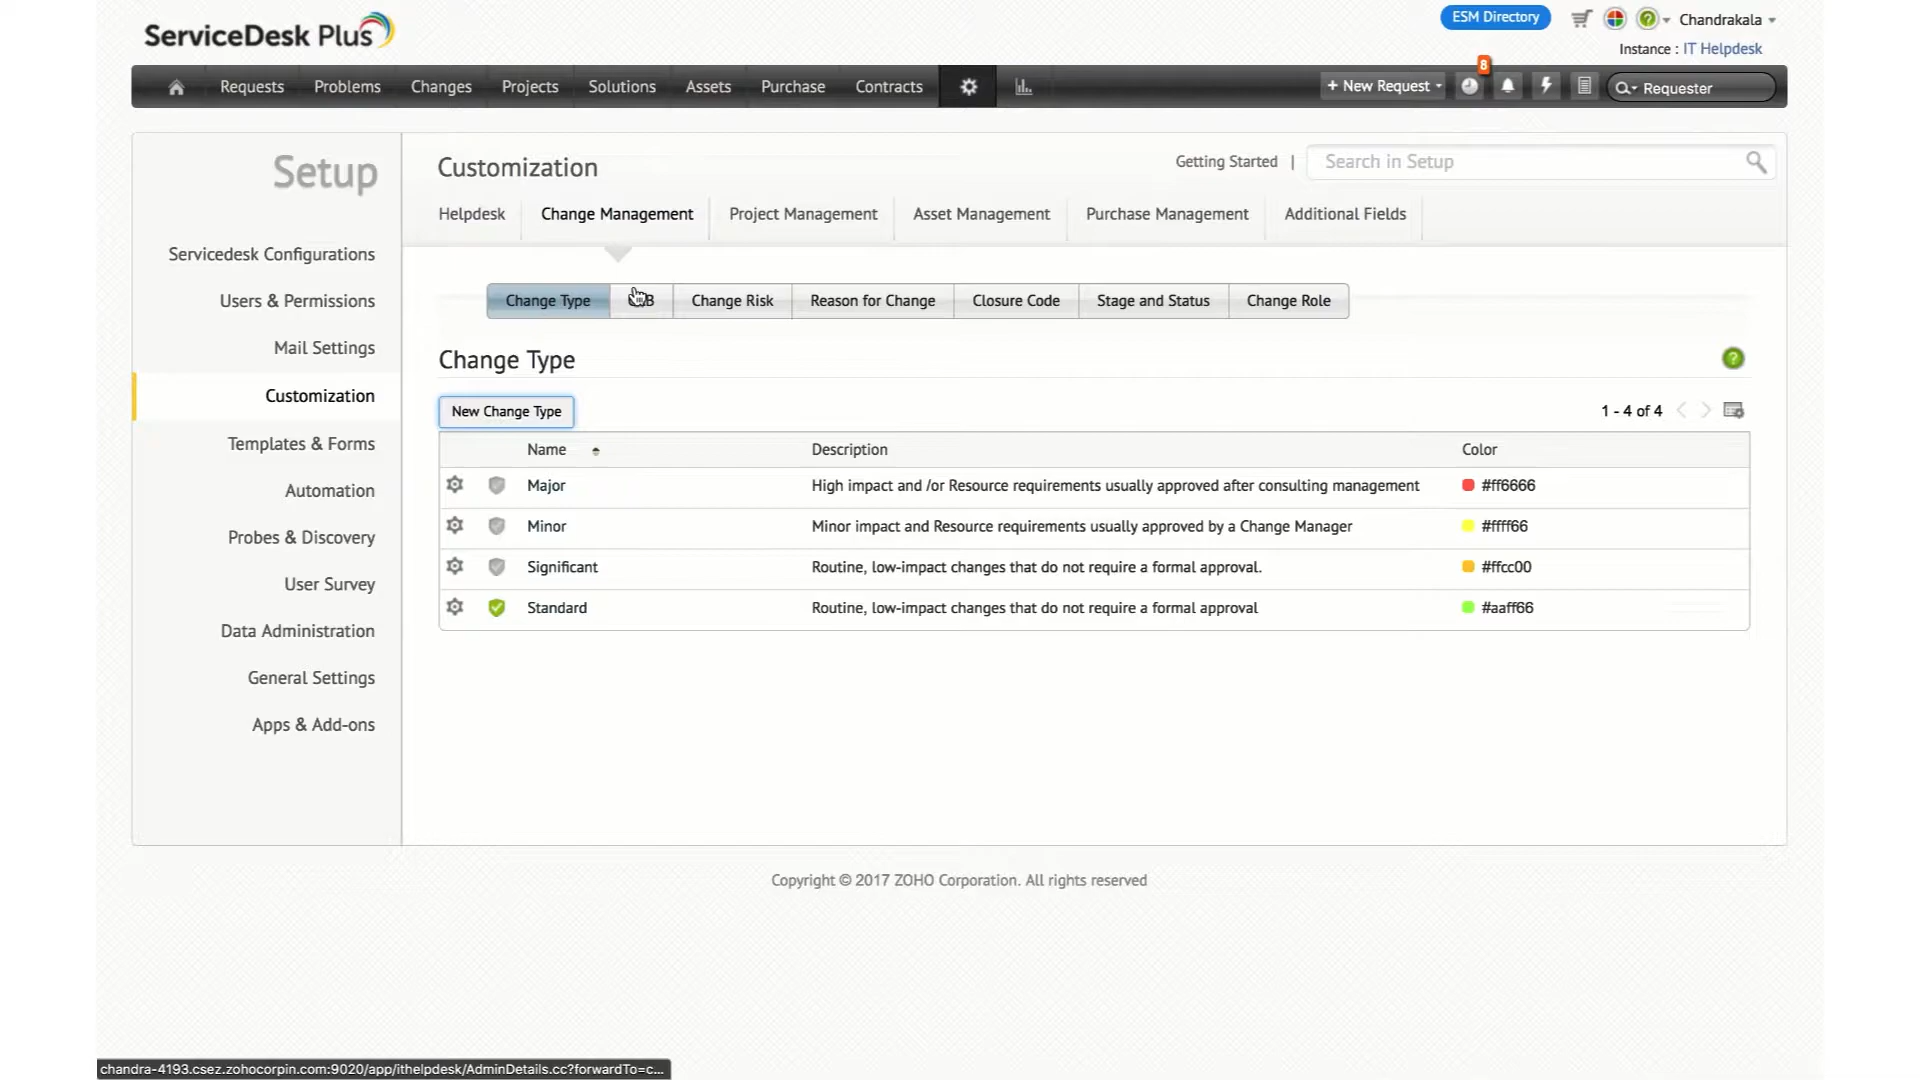 ServiceDesk Plus
ESM Directory
Chandrakala
Instance : IT Helpdesk
8
Requests Problems Changes Projects Solutions Assets Purchase Contracts + New Request Requester
Setup
Servicedesk Configurations
Users & Permissions
Mail Settings
Customization
Templates & Forms
Automation
Probes & Discovery
User Survey
Data Administration
General Settings
Apps & Add-ons
Customization
Getting Started | Search in Setup
Helpdesk Change Management Project Management Asset Management Purchase Management Additional Fields
Change Type Change Risk Reason for Change Closure Code Stage and Status Change Role
Change Type
New Change Type 1 - 4 of 4
Name Description Color
Major High impact and /or Resource requirements usually approved after consulting management #ff6666
Minor Minor impact and Resource requirements usually approved by a Change Manager #ffff66
Significant Routine, low-impact changes that do not require a formal approval. #ffcc00
Standard Routine, low-impact changes that do not require a formal approval #aaff66
Copyright © 2017 ZOHO Corporation. All rights reserved
chandra-4193.csez.zohocorpin.com:9020/app/ithelpdesk/AdminDetails.cc?forwardTo=c...